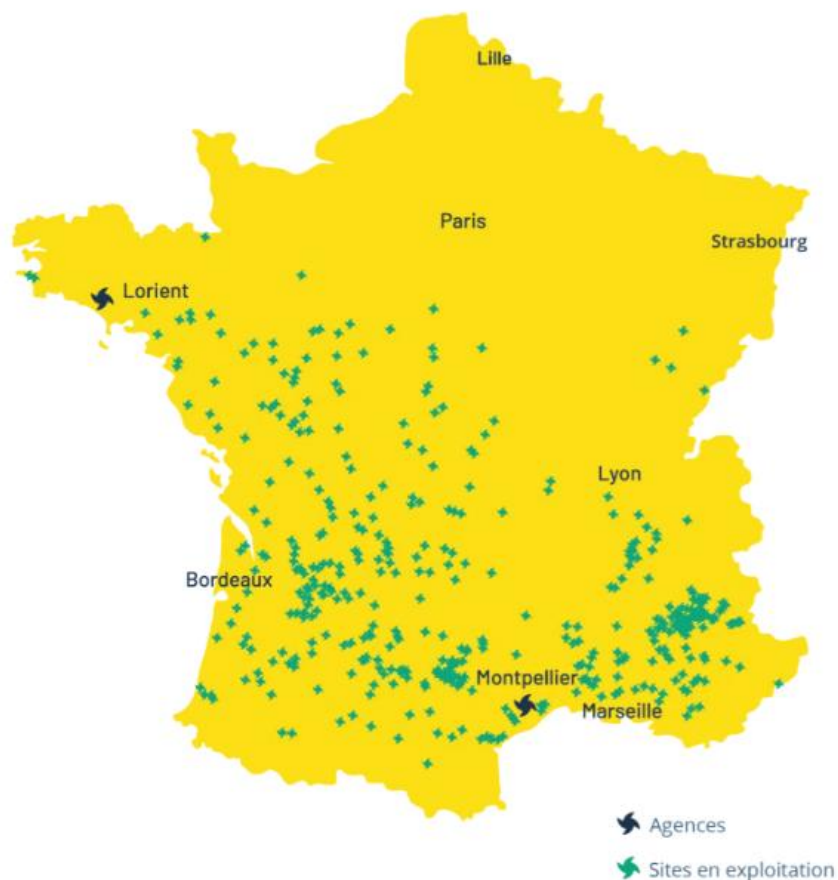 Lille
Paris
Strasbourg
Lorient
Lyon
Bordeaux
Montpellier
Marseille
Agences
Sites en exploitation